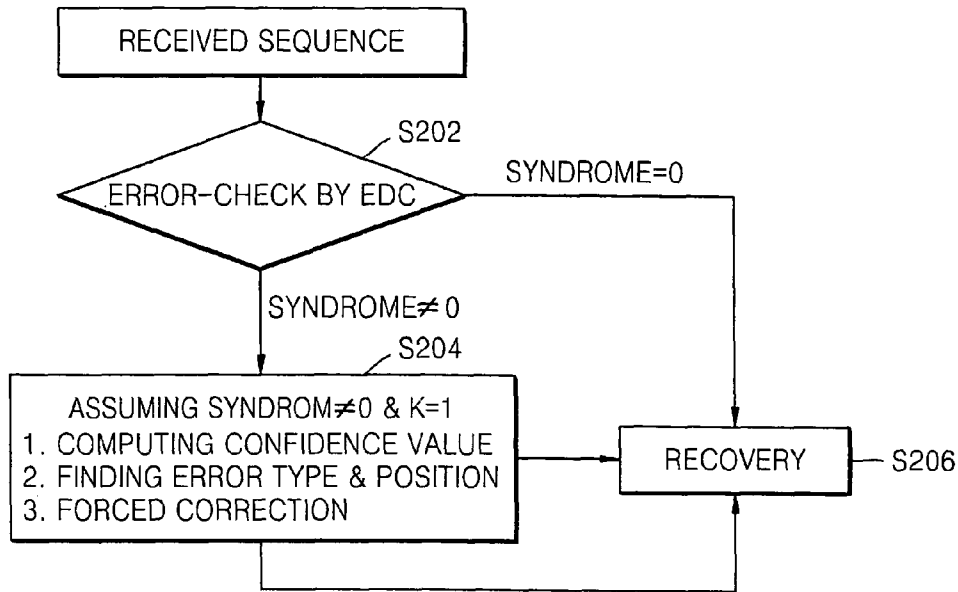 RECEIVED SEQUENCE
S202
ERROR-CHECK BY EDC
SYNDROME=0
SYNDROME≠0
S204
ASSUMING SYNDROM≠0 & K=1
1. COMPUTING CONFIDENCE VALUE
2. FINDING ERROR TYPE & POSITION
3. FORCED CORRECTION
RECOVERY
S206